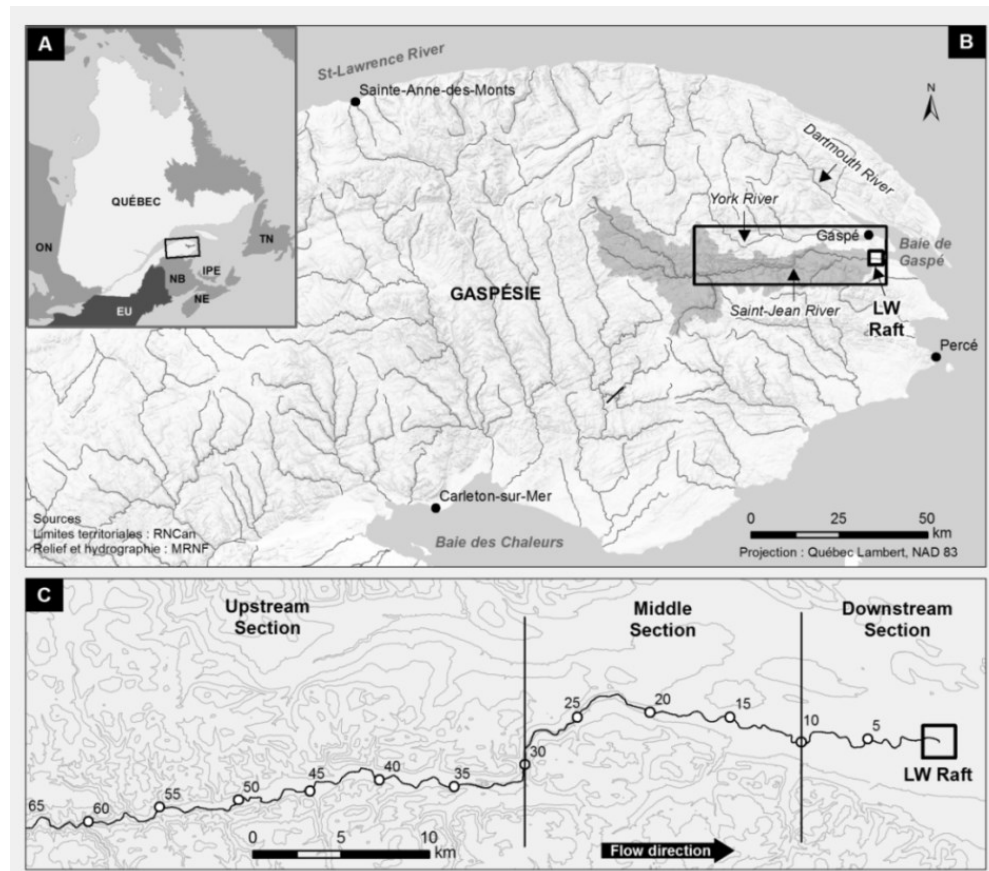 A
QUÉBEC
ON
TN
NB
IPE
NE
EU
B
St-Lawrence River
Sainte-Anne-des-Monts
N
Dartmouth River
York River
Gaspé
Baie de
Gaspé
GASPÉSIE
Saint-Jean River
LW
Raft
Percé
Carleton-sur-Mer
Baie des Chaleurs
Sources
Limites territoriales : RNCan
Relief et hydrographie : MRNF
0 25 50
km
Projection : Québec Lambert, NAD 83
C
Upstream
Section
Middle
Section
Downstream
Section
65
60
55
50
45
40
35
30
25
20
15
10
5
LW Raft
0 5 10
km
Flow direction